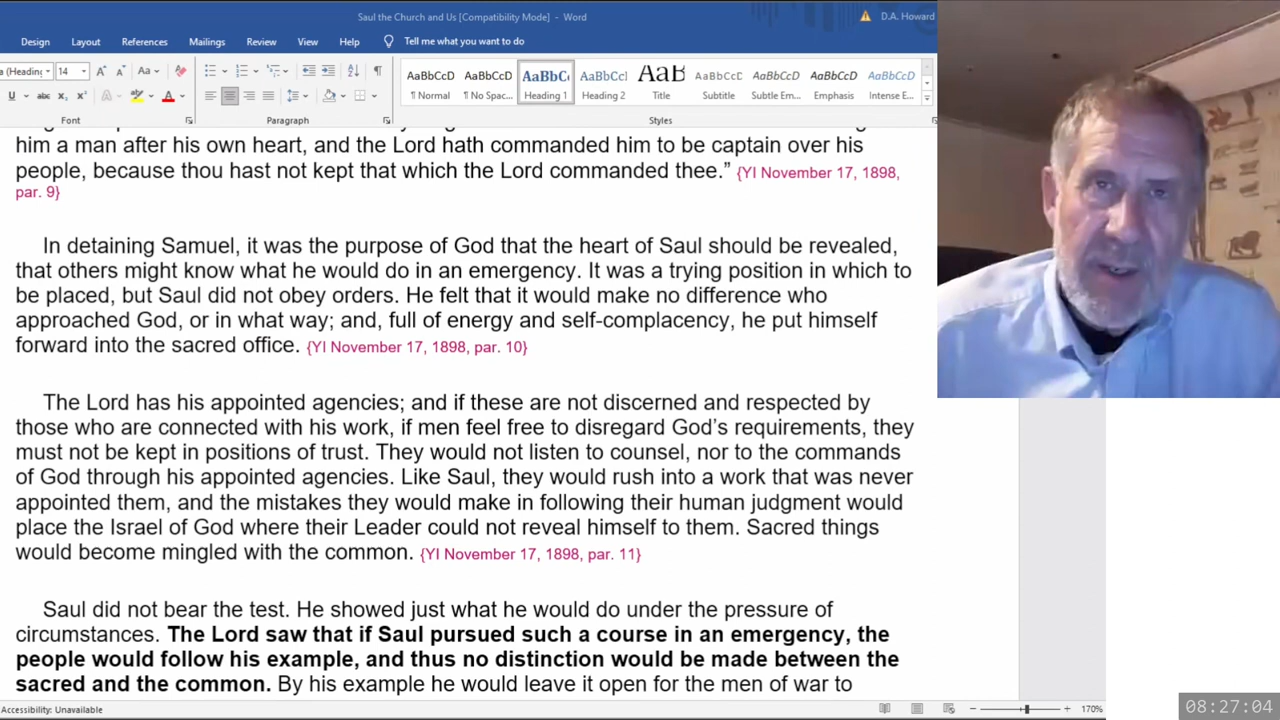 Saul the Church and Us [Compatibility Mode] - Word
D.A. Howard
Design Layout References Mailings Review View Help Tell me what you want to do
(Heading 14 Aa
AaBbCcD AaBbCcD AaBbC AaBbCcl AaB AaBbCcD AaBbCcD AaBbCcD AaBbCcD
¶ Normal ¶ No Spac... Heading 1 Heading 2 Title Subtitle Subtle Em... Emphasis Intense E...
Font Paragraph Styles
him a man after his own heart, and the Lord hath commanded him to be captain over his
people, because thou hast not kept that which the Lord commanded thee.” {YI November 17, 1898,
par. 9}
In detaining Samuel, it was the purpose of God that the heart of Saul should be revealed,
that others might know what he would do in an emergency. It was a trying position in which to
be placed, but Saul did not obey orders. He felt that it would make no difference who
approached God, or in what way; and, full of energy and self-complacency, he put himself
forward into the sacred office. {YI November 17, 1898, par. 10}
The Lord has his appointed agencies; and if these are not discerned and respected by
those who are connected with his work, if men feel free to disregard God’s requirements, they
must not be kept in positions of trust. They would not listen to counsel, nor to the commands
of God through his appointed agencies. Like Saul, they would rush into a work that was never
appointed them, and the mistakes they would make in following their human judgment would
place the Israel of God where their Leader could not reveal himself to them. Sacred things
would become mingled with the common. {YI November 17, 1898, par. 11}
Saul did not bear the test. He showed just what he would do under the pressure of
circumstances. The Lord saw that if Saul pursued such a course in an emergency, the
people would follow his example, and thus no distinction would be made between the
sacred and the common. By his example he would leave it open for the men of war to
Accessibility: Unavailable
170%
08:27:04